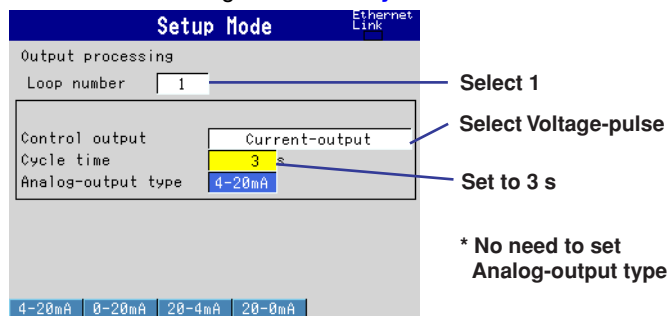 Setup Mode
Ethernet
Link
Output processing
Loop number 1
Select 1
Control output Current-output
Select Voltage-pulse
Cycle time 3 s
Set to 3 s
Analog-output type 4-20mA
* No need to set
Analog-output type
4-20mA 0-20mA 20-4mA 20-0mA